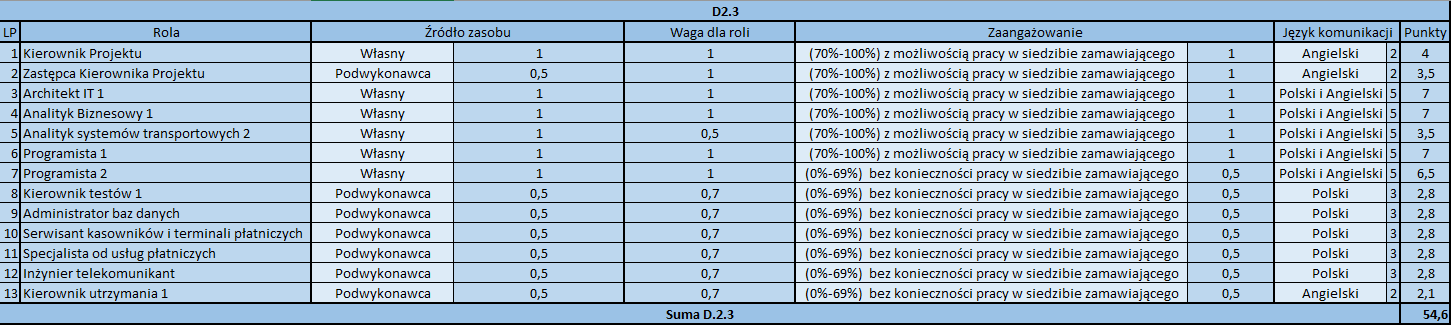 D2.3
LP Rola Źródło zasobu Waga dla roli Zaangażowanie Język komunikacji Punkty
1 Kierownik Projektu Własny 1 1 (70%-100%) z możliwością pracy w siedzibie zamawiającego 1 Angielski 2 4
2 Zastępca Kierownika Projektu Podwykonawca 0,5 1 (70%-100%) z możliwością pracy w siedzibie zamawiającego 1 Angielski 2 3,5
3 Architekt IT 1 Własny 1 1 (70%-100%) z możliwością pracy w siedzibie zamawiającego 1 Polski i Angielski 5 7
4 Analityk Biznesowy 1 Własny 1 1 (70%-100%) z możliwością pracy w siedzibie zamawiającego 1 Polski i Angielski 5 7
5 Analityk systemów transportowych 2 Własny 1 0,5 (70%-100%) z możliwością pracy w siedzibie zamawiającego 1 Polski i Angielski 5 3,5
6 Programista 1 Własny 1 1 (70%-100%) z możliwością pracy w siedzibie zamawiającego 1 Polski i Angielski 5 7
7 Programista 2 Własny 1 1 (0%-69%) bez konieczności pracy w siedzibie zamawiającego 0,5 Polski i Angielski 5 6,5
8 Kierownik testów 1 Podwykonawca 0,5 0,7 (0%-69%) bez konieczności pracy w siedzibie zamawiającego 0,5 Polski 3 2,8
9 Administrator baz danych Podwykonawca 0,5 0,7 (0%-69%) bez konieczności pracy w siedzibie zamawiającego 0,5 Polski 3 2,8
10 Serwisant kasowników i terminali płatniczych Podwykonawca 0,5 0,7 (0%-69%) bez konieczności pracy w siedzibie zamawiającego 0,5 Polski 3 2,8
11 Specjalista od usług płatniczych Podwykonawca 0,5 0,7 (0%-69%) bez konieczności pracy w siedzibie zamawiającego 0,5 Polski 3 2,8
12 Inżynier telekomunikant Podwykonawca 0,5 0,7 (0%-69%) bez konieczności pracy w siedzibie zamawiającego 0,5 Polski 3 2,8
13 Kierownik utrzymania 1 Podwykonawca 0,5 0,7 (0%-69%) bez konieczności pracy w siedzibie zamawiającego 0,5 Angielski 2 2,1
Suma D.2.3 54,6